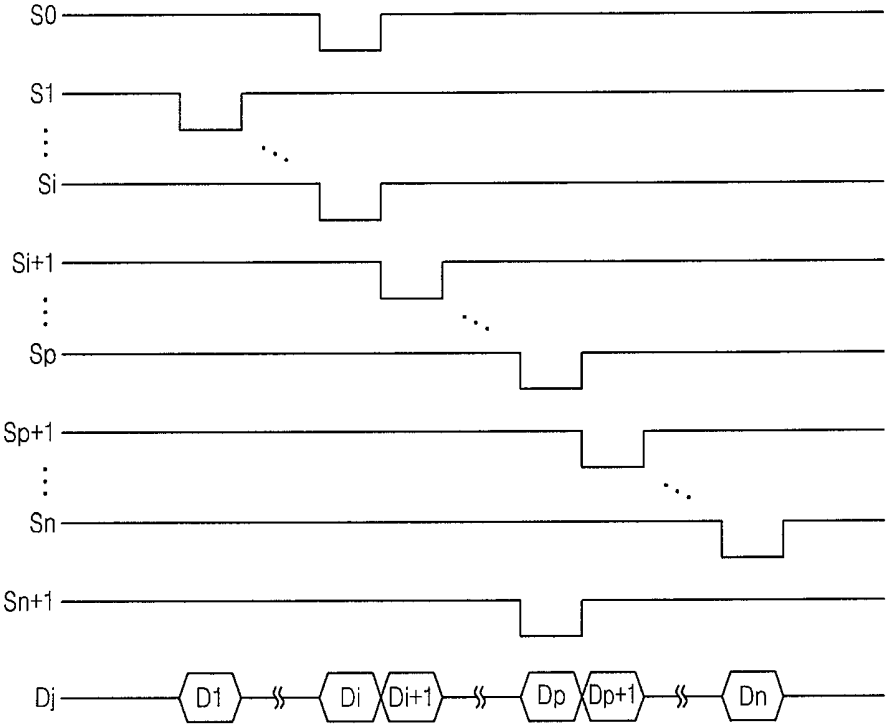 S0
S1
Si
Si+1
Sp
Sp+1
Sn
Sn+1
Dj D1 Di Di+1 Dp Dp+1 Dn